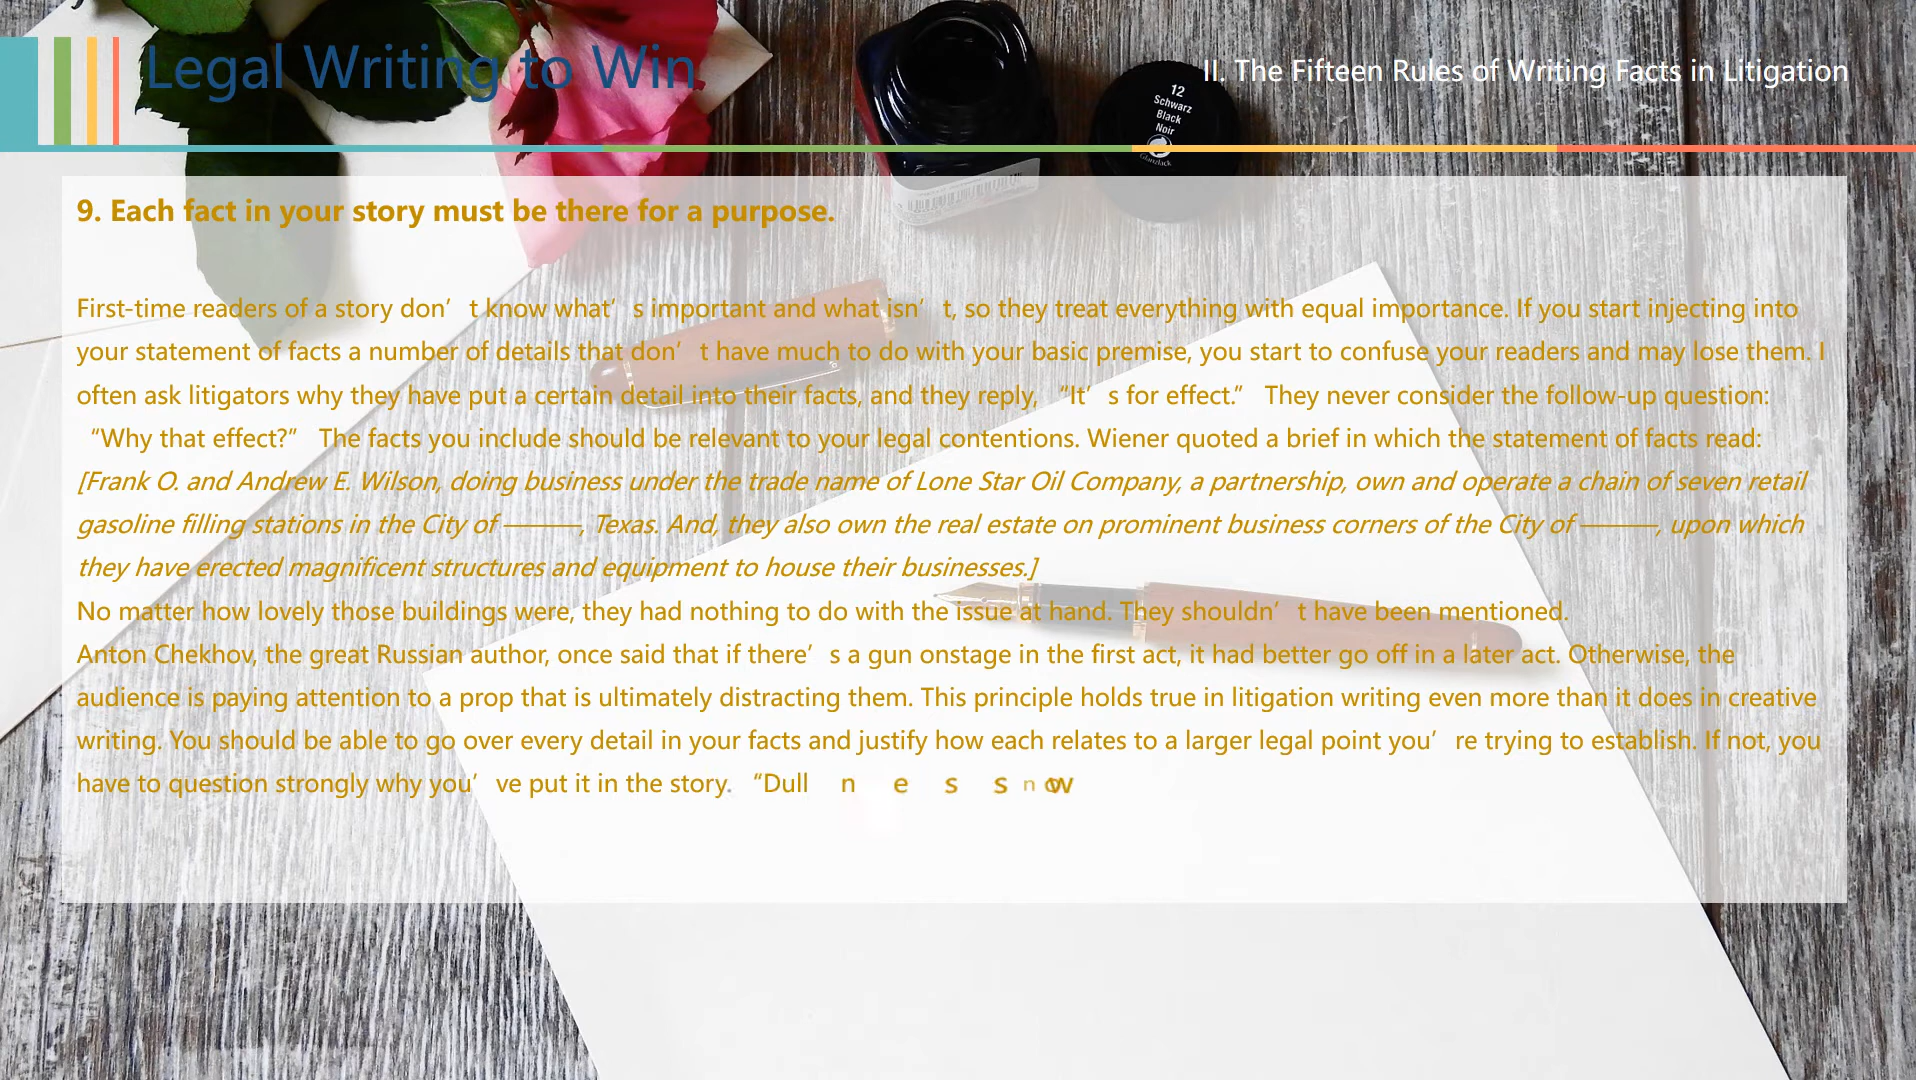 Legal Writing to Win
II. The Fifteen Rules of Writing Facts in Litigation
12
Schwarz
Black
Noir
Glanzlack
9. Each fact in your story must be there for a purpose.
First-time readers of a story don’t know what’s important and what isn’t, so they treat everything with equal importance. If you start injecting into
your statement of facts a number of details that don’t have much to do with your basic premise, you start to confuse your readers and may lose them. I
often ask litigators why they have put a certain detail into their facts, and they reply, “It’s for effect.” They never consider the follow-up question:
“Why that effect?” The facts you include should be relevant to your legal contentions. Wiener quoted a brief in which the statement of facts read:
[Frank O. and Andrew E. Wilson, doing business under the trade name of Lone Star Oil Company, a partnership, own and operate a chain of seven retail
gasoline filling stations in the City of ———, Texas. And, they also own the real estate on prominent business corners of the City of ———, upon which
they have erected magnificent structures and equipment to house their businesses.]
No matter how lovely those buildings were, they had nothing to do with the issue at hand. They shouldn’t have been mentioned.
Anton Chekhov, the great Russian author, once said that if there’s a gun onstage in the first act, it had better go off in a later act. Otherwise, the
audience is paying attention to a prop that is ultimately distracting them. This principle holds true in litigation writing even more than it does in creative
writing. You should be able to go over every detail in your facts and justify how each relates to a larger legal point you’re trying to establish. If not, you
have to question strongly why you’ve put it in the story. “Dull n e s s